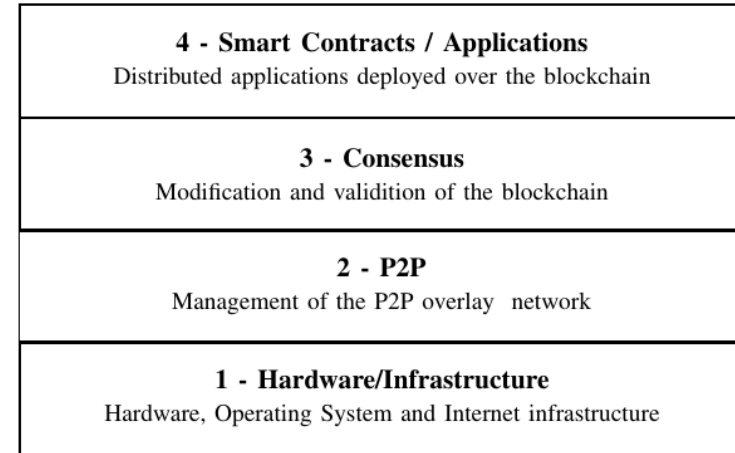 4 - Smart Contracts / Applications
Distributed applications deployed over the blockchain
3 - Consensus
Modification and validition of the blockchain
2 - P2P
Management of the P2P overlay network
1 - Hardware/Infrastructure
Hardware, Operating System and Internet infrastructure